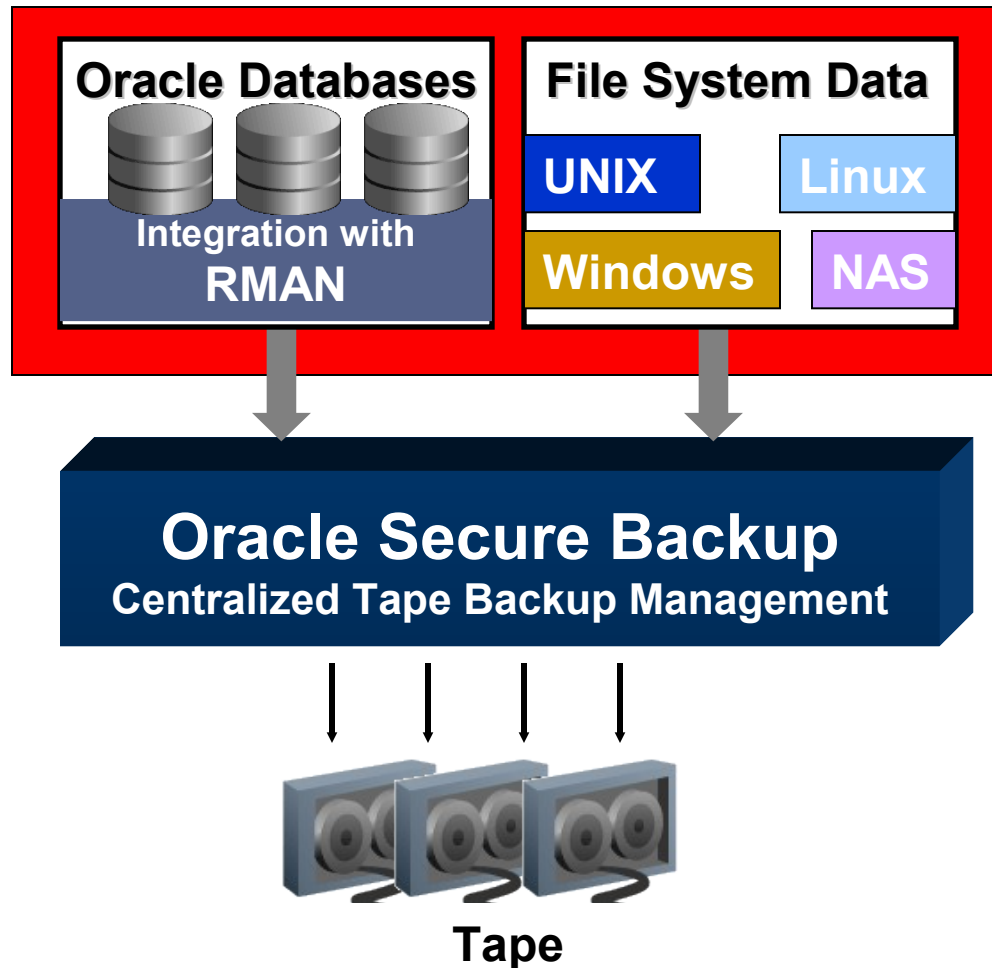 Oracle Databases
Integration with
RMAN
File System Data
UNIX
Linux
Windows
NAS
Oracle Secure Backup
Centralized Tape Backup Management
Tape